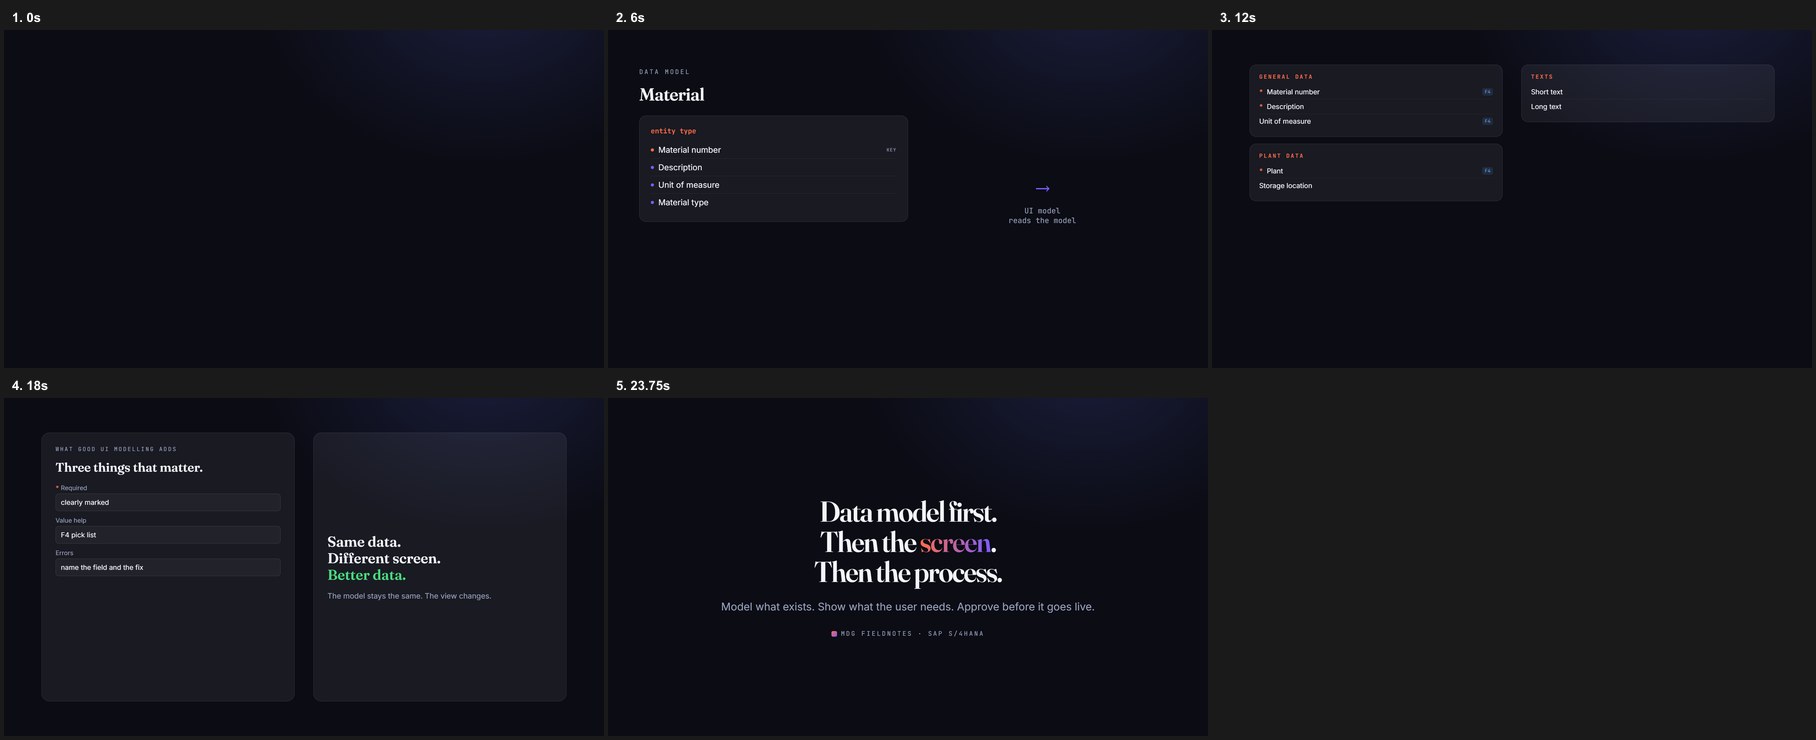 1. 0s
2. 6s
DATA MODEL
Material
entity type
Material number
KEY
Description
Unit of measure
Material type
→
UI model
reads the model
3. 12s
GENERAL DATA
* Material number
F4
* Description
Unit of measure
F4
PLANT DATA
* Plant
F4
Storage location
TEXTS
Short text
Long text
4. 18s
WHAT GOOD UI MODELLING ADDS
Three things that matter.
* Required
clearly marked
Value help
F4 pick list
Errors
name the field and the fix
Same data.
Different screen.
Better data.
The model stays the same. The view changes.
5. 23.75s
Data model first.
Then the screen.
Then the process.
Model what exists. Show what the user needs. Approve before it goes live.
MDG FIELDNOTES · SAP S/4HANA